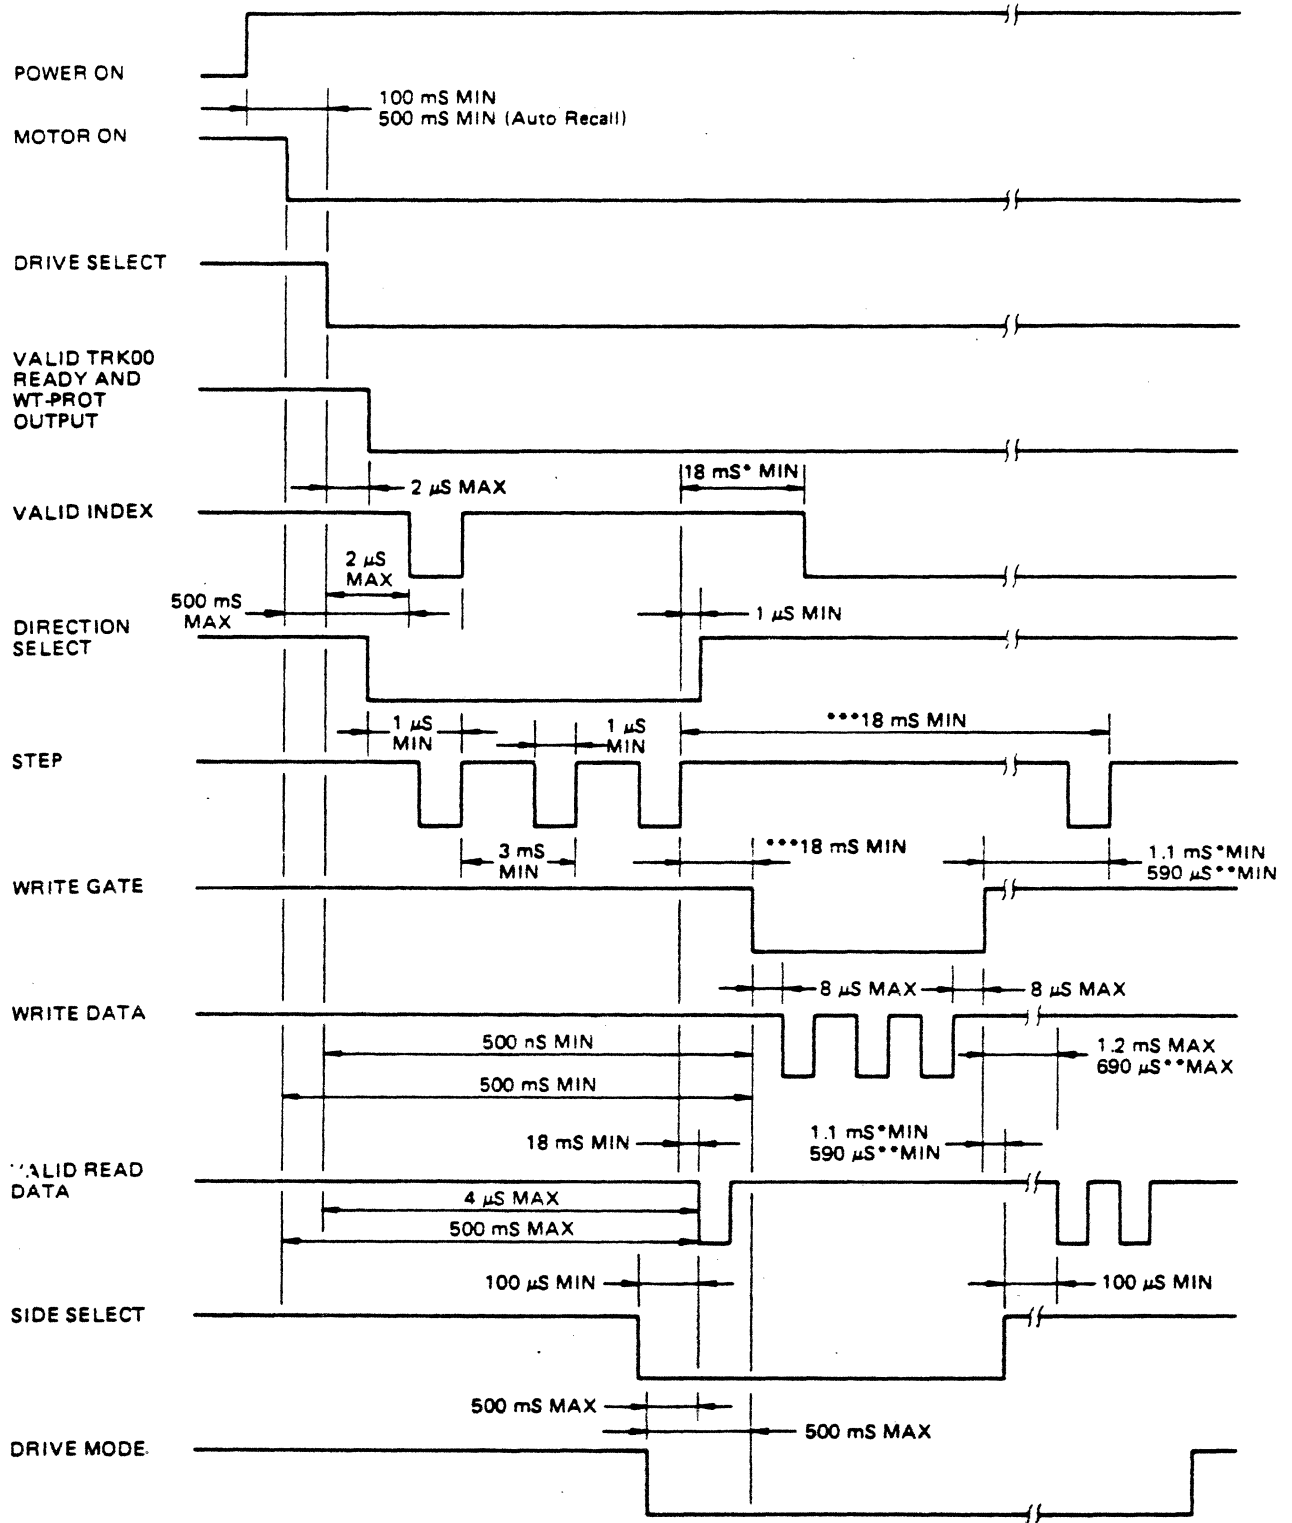 POWER ON
100 mS MIN
500 mS MIN (Auto Recall)
MOTOR ON
DRIVE SELECT
VALID TRK00
READY AND
WT-PROT
OUTPUT
18 mS* MIN
2 µS MAX
VALID INDEX
2 µS
MAX
500 mS
MAX
1 µS MIN
DIRECTION
SELECT
1 µS
MIN
1 µS
MIN
***18 mS MIN
STEP
3 mS
MIN
***18 mS MIN
1.1 mS*MIN
590 µS**MIN
WRITE GATE
8 µS MAX
8 µS MAX
WRITE DATA
500 nS MIN
1.2 mS MAX
690 µS**MAX
500 mS MIN
18 mS MIN
1.1 mS*MIN
590 µS**MIN
VALID READ
DATA
4 µS MAX
500 mS MAX
100 µS MIN
100 µS MIN
SIDE SELECT
500 mS MAX
500 mS MAX
DRIVE MODE